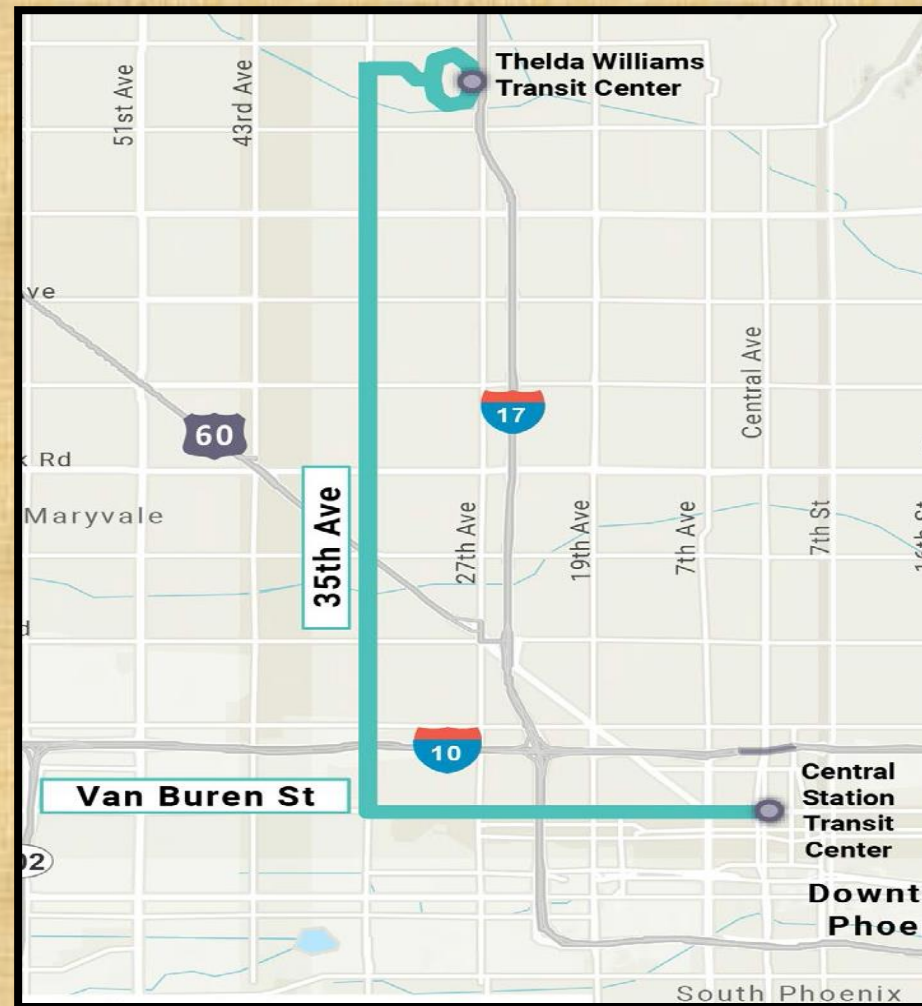 Thelda Williams
Transit Center
51st Ave
43rd Ave
ve
Central Ave
17
60
k Rd
Maryvale
35th Ave
27th Ave
19th Ave
7th Ave
7th St
16th St
d
10
Van Buren St
Central
Station
Transit
Center
02
Downt
Phoe
South Phoenix